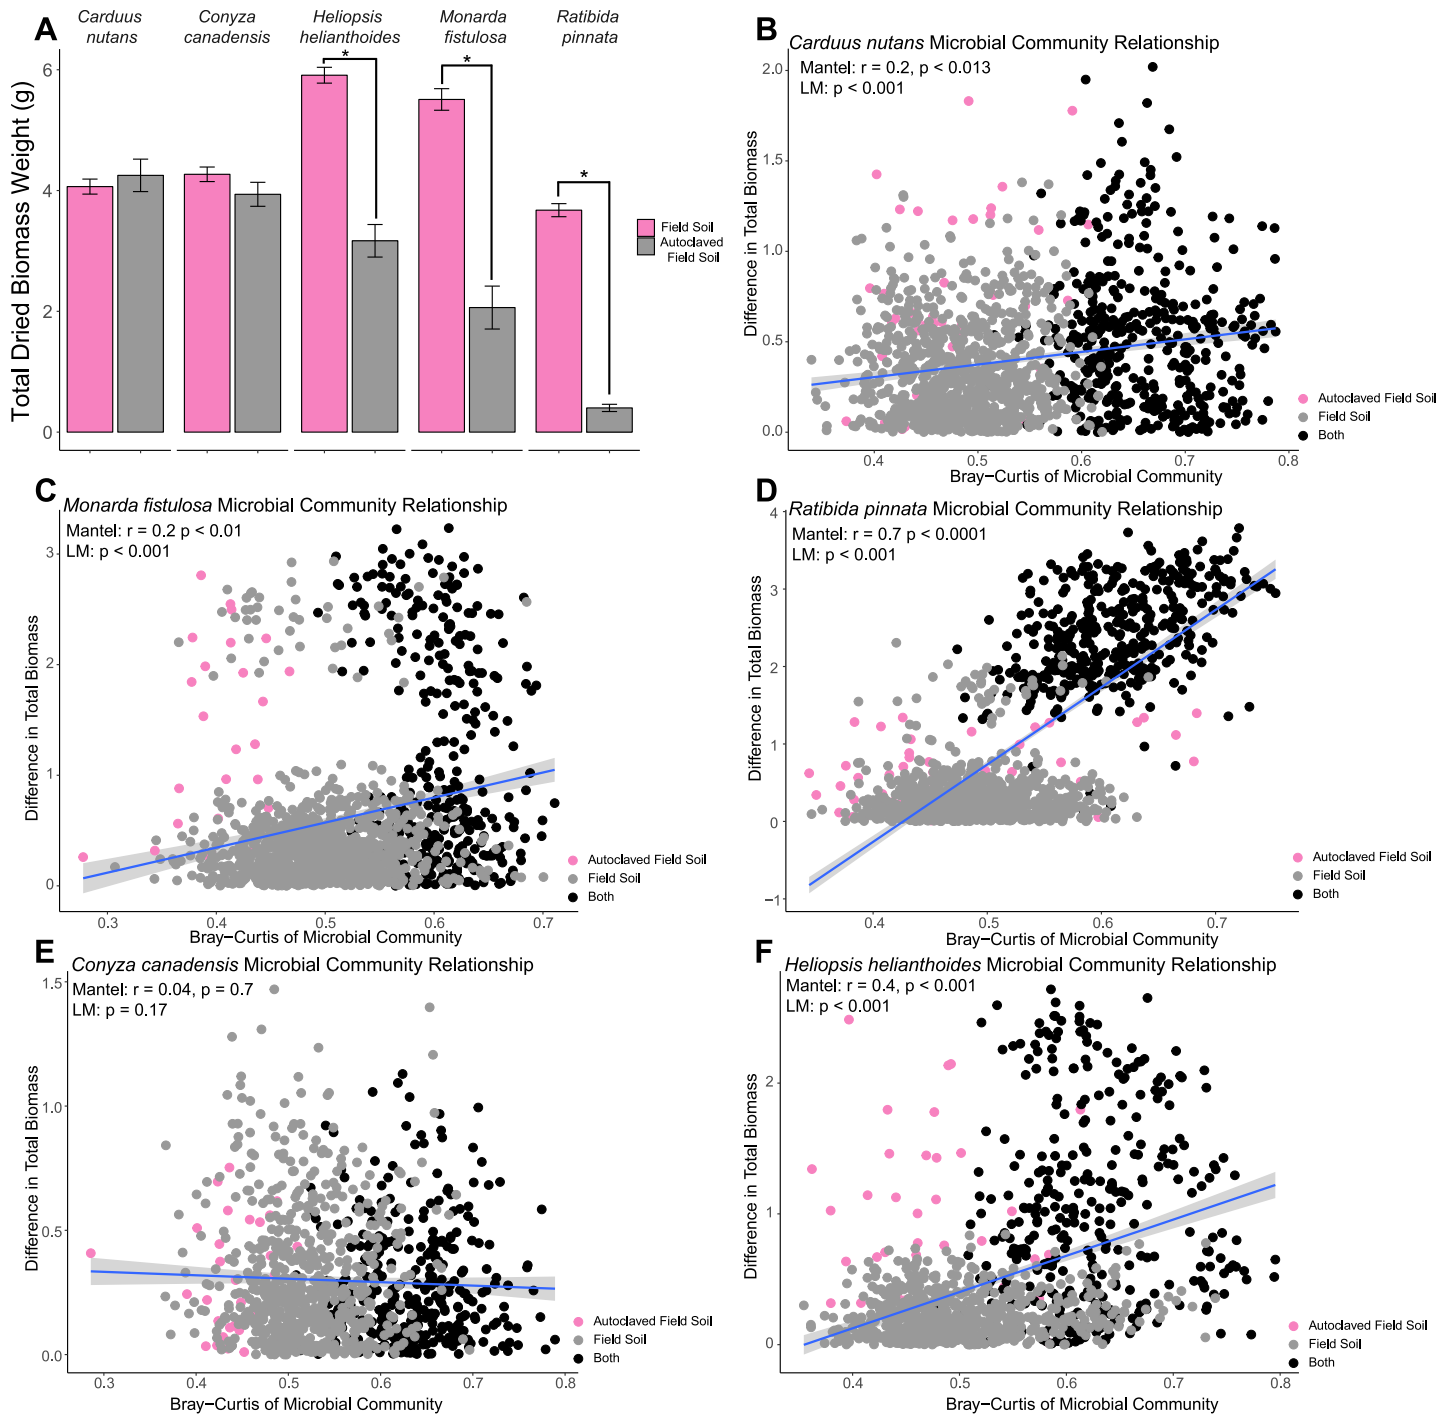 A
Carduus
nutans
Conyza
canadensis
Heliopsis
helianthoides
Monarda
fistulosa
Ratibida
pinnata
*
*
*
Total Dried Biomass Weight (g)
6
4
2
0
Field Soil
Autoclaved
Field Soil
B
Carduus nutans Microbial Community Relationship
Mantel: r = 0.2, p < 0.013
LM: p < 0.001
Difference in Total Biomass
2.0
1.5
1.0
0.5
0.0
0.4 0.5 0.6 0.7 0.8
Bray−Curtis of Microbial Community
Autoclaved Field Soil
Field Soil
Both
C
Monarda fistulosa Microbial Community Relationship
Mantel: r = 0.2 p < 0.01
LM: p < 0.001
Difference in Total Biomass
3
2
1
0
0.3 0.4 0.5 0.6 0.7
Bray−Curtis of Microbial Community
Autoclaved Field Soil
Field Soil
Both
D
Ratibida pinnata Microbial Community Relationship
Mantel: r = 0.7 p < 0.0001
LM: p < 0.001
Difference in Total Biomass
4
3
2
1
0
−1
0.4 0.5 0.6 0.7
Bray−Curtis of Microbial Community
Autoclaved Field Soil
Field Soil
Both
E
Conyza canadensis Microbial Community Relationship
Mantel: r = 0.04, p = 0.7
LM: p = 0.17
Difference in Total Biomass
1.5
1.0
0.5
0.0
0.3 0.4 0.5 0.6 0.7 0.8
Bray−Curtis of Microbial Community
Autoclaved Field Soil
Field Soil
Both
F
Heliopsis helianthoides Microbial Community Relationship
Mantel: r = 0.4, p < 0.001
LM: p < 0.001
Difference in Total Biomass
2
1
0
0.4 0.5 0.6 0.7 0.8
Bray−Curtis of Microbial Community
Autoclaved Field Soil
Field Soil
Both